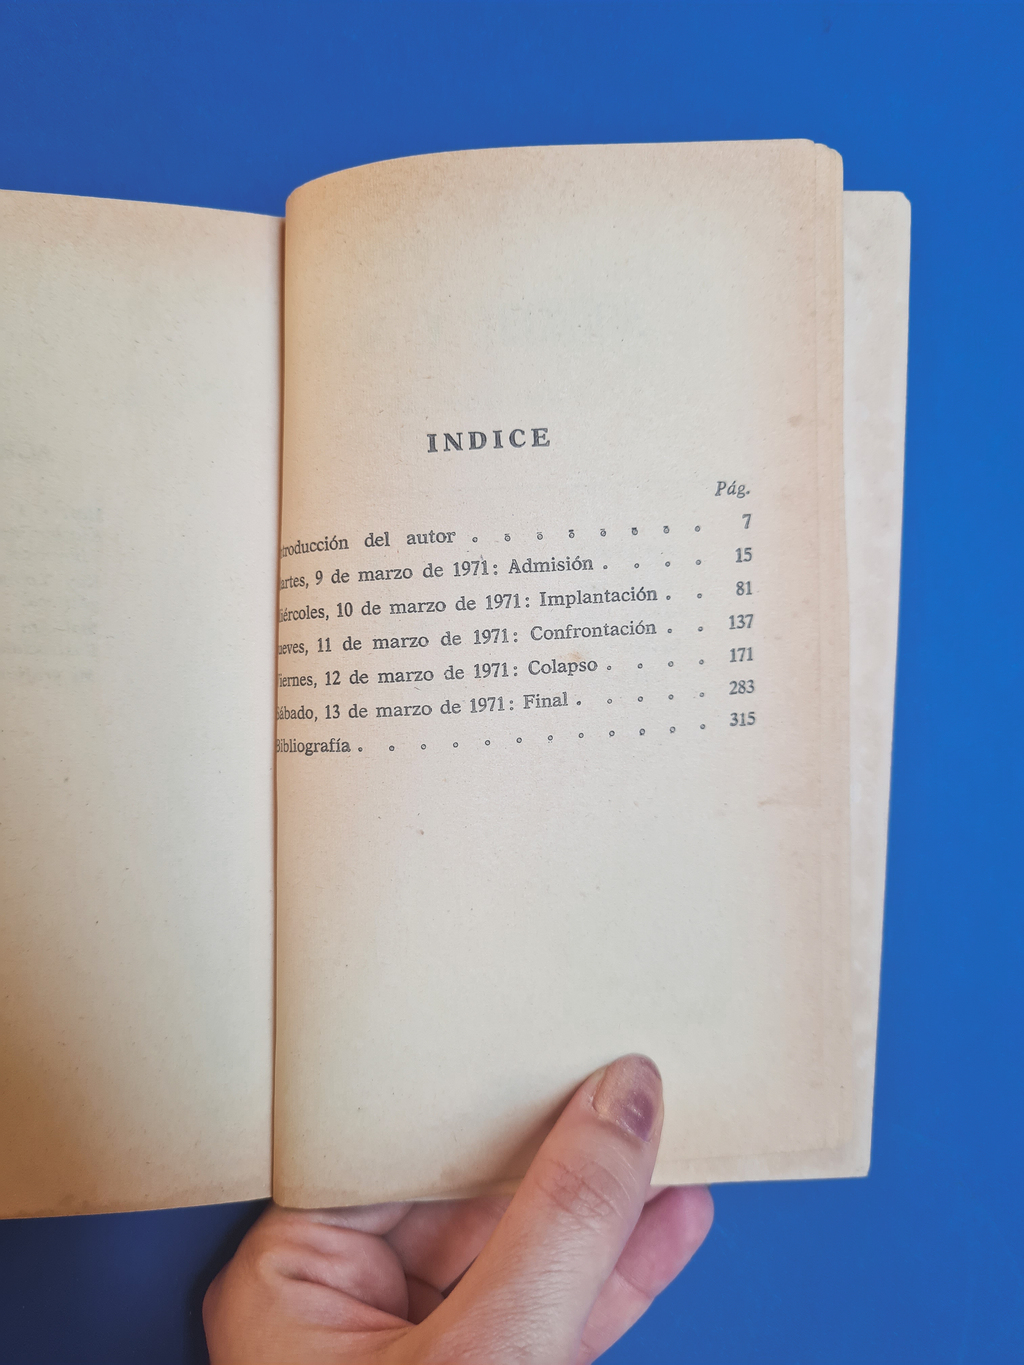 INDICE
Pág.
ntroducción del autor . . . . . . . . 7
artes, 9 de marzo de 1971: Admisión . . . . 15
iércoles, 10 de marzo de 1971: Implantación . . 81
ueves, 11 de marzo de 1971: Confrontación . . 137
iernes, 12 de marzo de 1971: Colapso . . . . 171
Sábado, 13 de marzo de 1971: Final . . . . . 283
Bibliografía . . . . . . . . . . . . 315